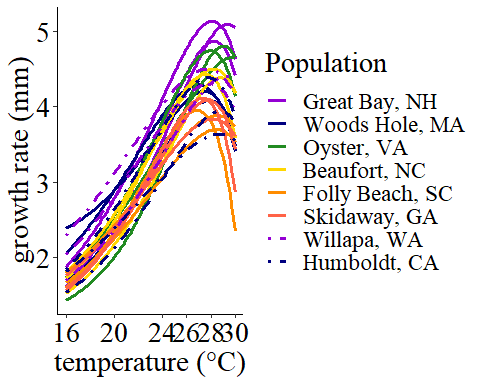 Population
Great Bay, NH
Woods Hole, MA
Oyster, VA
Beaufort, NC
Folly Beach, SC
Skidaway, GA
Willapa, WA
Humboldt, CA
growth rate (mm)
5
4
3
2
16 20 24 26 28 30
temperature (°C)